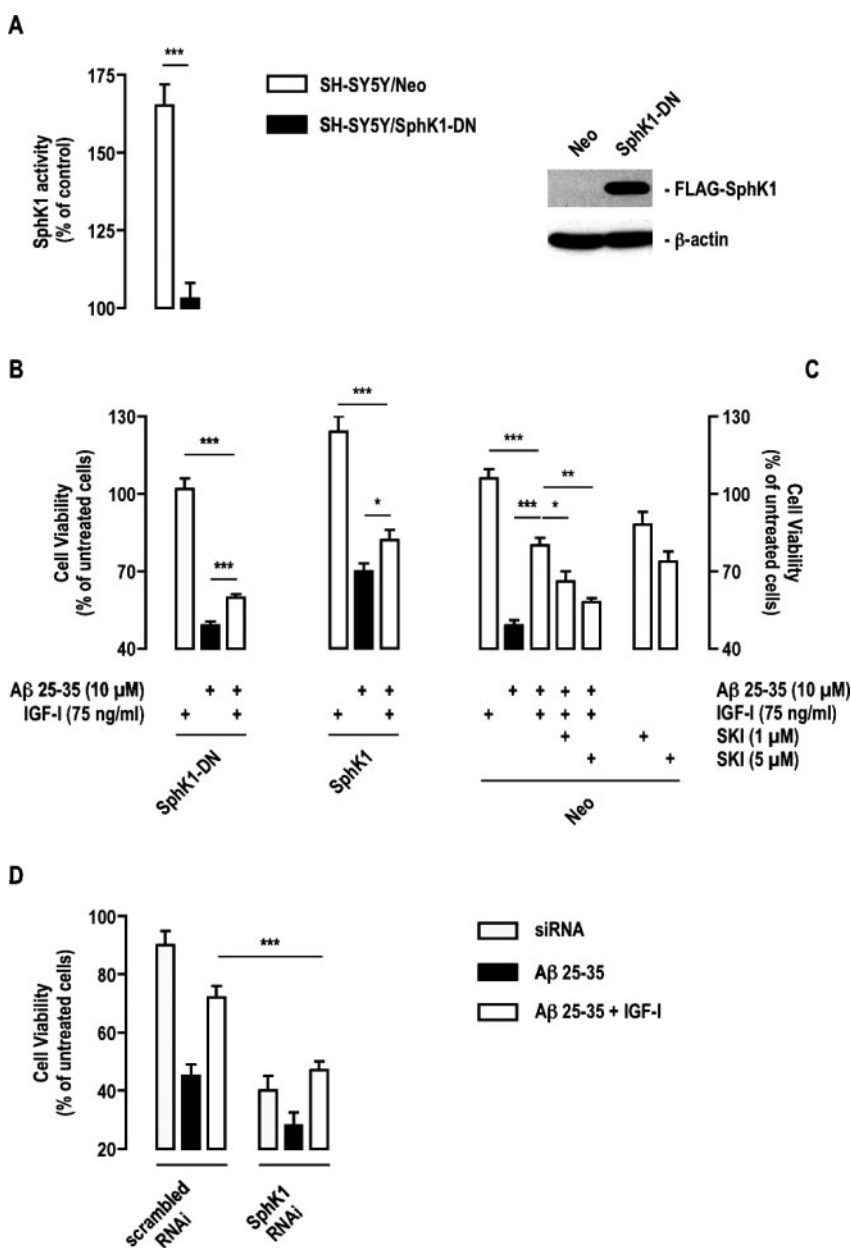 A
***
175
150
125
100
SphK1 activity
(% of control)
SH-SY5Y/Neo
SH-SY5Y/SphK1-DN
Neo
SphK1-DN
- FLAG-SphK1
- β-actin
B
C
130
100
70
40
Cell Viability
(% of untreated cells)
***
***
***
*
***
***
*
**
130
100
70
40
Cell Viability
(% of untreated cells)
Aβ 25-35 (10 µM) + + + + + + + + Aβ 25-35 (10 µM)
IGF-I (75 ng/ml) + + + + + + + + IGF-I (75 ng/ml)
+ + SKI (1 µM)
+ + SKI (5 µM)
SphK1-DN
SphK1
Neo
D
100
80
60
40
20
Cell Viability
(% of untreated cells)
***
siRNA
Aβ 25-35
Aβ 25-35 + IGF-I
scrambled
RNAi
SphK1
RNAi